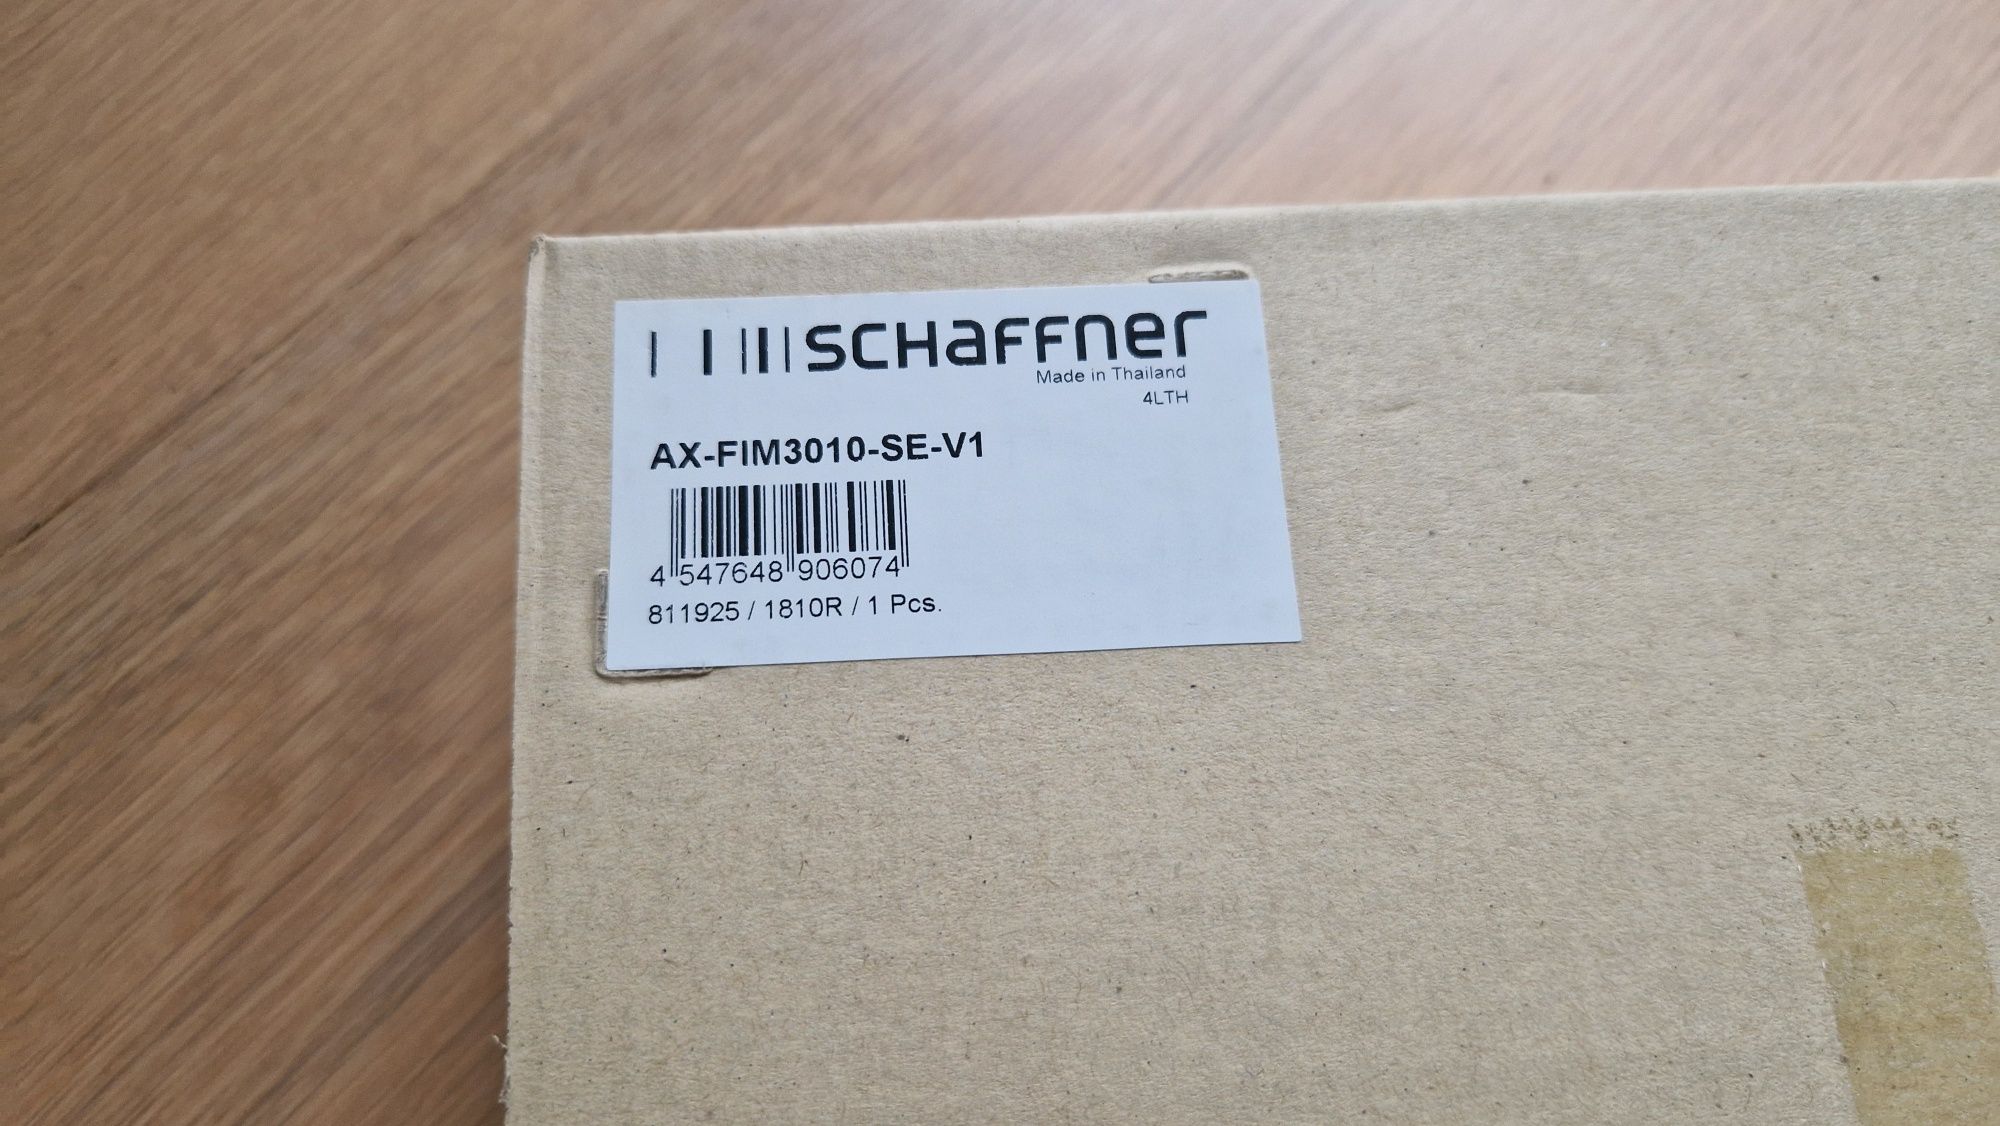 SCHAFFNER
Made in Thailand
4LTH
AX-FIM3010-SE-V1
4 547648 906074
811925 / 1810R / 1 Pcs.